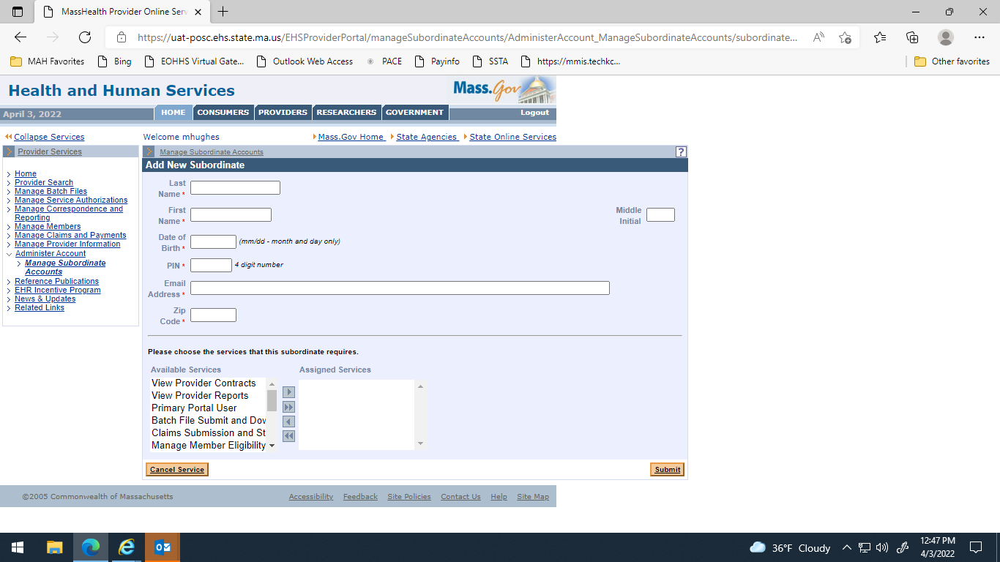 MassHealth Provider Online Serv
https://uat-posc.ehs.state.ma.us/EHSProviderPortal/manageSubordinateAccounts/AdministerAccount_ManageSubordinateAccounts/subordinate...
MAH Favorites Bing EOHHS Virtual Gate... Outlook Web Access PACE Payinfo SSTA https://mmis.techkc... Other favorites
Health and Human Services Mass.Gov
April 3, 2022 HOME CONSUMERS PROVIDERS RESEARCHERS GOVERNMENT Logout
Collapse Services Welcome mhughes Mass.Gov Home State Agencies State Online Services
Provider Services
Home
Provider Search
Manage Batch Files
Manage Service Authorizations
Manage Correspondence and
Reporting
Manage Members
Manage Claims and Payments
Manage Provider Information
Administer Account
Manage Subordinate
Accounts
Reference Publications
EHR Incentive Program
News & Updates
Related Links
Manage Subordinate Accounts ?
Add New Subordinate
Last
Name *
First
Name *
Middle
Initial
Date of
Birth * (mm/dd - month and day only)
PIN * 4 digit number
Email
Address *
Zip
Code *
Please choose the services that this subordinate requires.
Available Services Assigned Services
View Provider Contracts
View Provider Reports
Primary Portal User
Batch File Submit and Dov
Claims Submission and St
Manage Member Eligibility
Cancel Service Submit
©2005 Commonwealth of Massachusetts Accessibility Feedback Site Policies Contact Us Help Site Map
36°F Cloudy 12:47 PM
4/3/2022